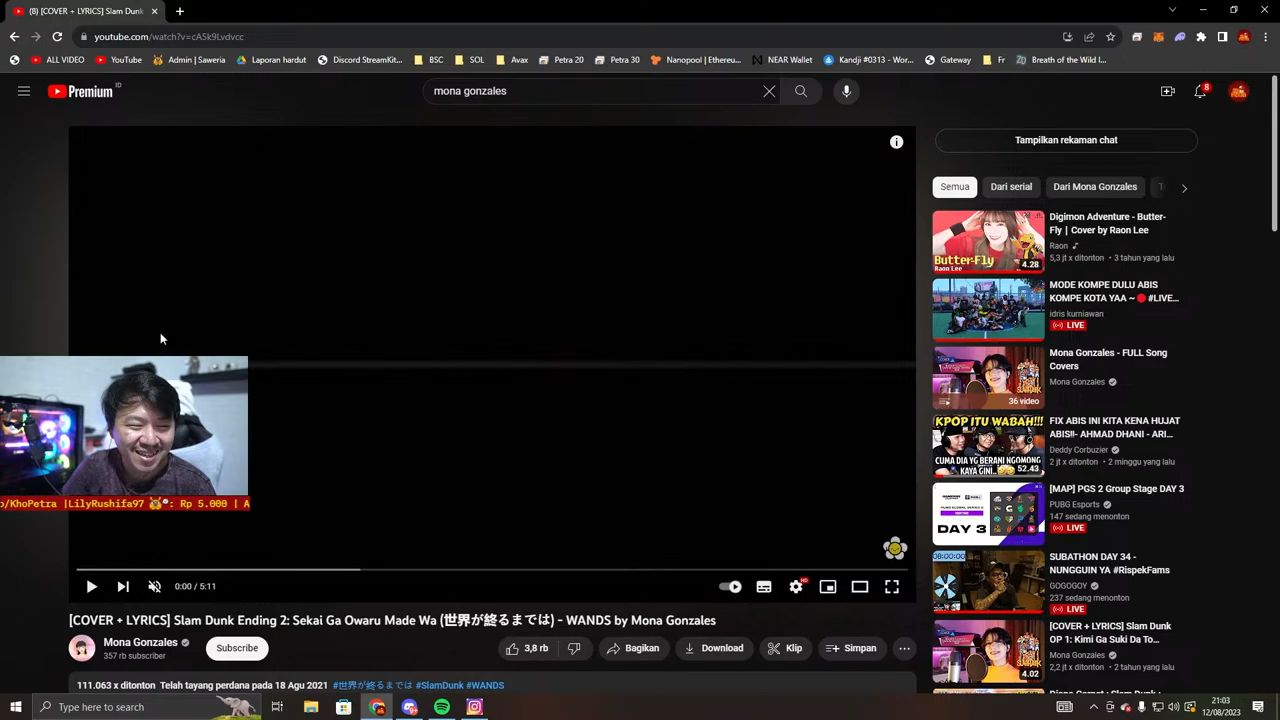 (8) [COVER + LYRICS] Slam Dunk
youtube.com/watch?v=cA5k9Lvdvcc
ALL VIDEO
YouTube
Admin | Saweria
Laporan hardut
Discord StreamKit...
BSC
SOL
Avax
Petra 20
Petra 30
Nanopool | Ethereu...
NEAR Wallet
Kandji #0313 - Wor...
Gateway
Fr
Breath of the Wild I...
Premium
ID
mona gonzales
8
Tampilkan rekaman chat
Semua
Dari serial
Dari Mona Gonzales
Digimon Adventure - Butter-
Fly | Cover by Raon Lee
Raon
5,3 jt x ditonton • 3 tahun yang lalu
Butter-Fly
Raon Lee
4.28
MODE KOMPE DULU ABIS
KOMPE KOTA YAA ~🔴 #LIVE...
idris kurniawan
LIVE
Mona Gonzales - FULL Song
Covers
Mona Gonzales
36 video
KPOP ITU WABAH!!!
CUMA DIA YG BERANI NGOMONG
KAYA GINI..
52.43
FIX ABIS INI KITA KENA HUJAT
ABIS!!- AHMAD DHANI - ARI...
Deddy Corbuzier
2 jt x ditonton • 2 minggu yang lalu
DAY 3
[MAP] PGS 2 Group Stage DAY 3
PUBG Esports
147 sedang menonton
LIVE
08:00:00
SUBATHON DAY 34 -
NUNGGUIN YA #RispekFams
GOGOGOY
237 sedang menonton
LIVE
[COVER + LYRICS] Slam Dunk
OP 1: Kimi Ga Suki Da To...
Mona Gonzales
2,2 jt x ditonton • 2 tahun yang lalu
4.02
o/KhoPetra |LilyRushifa97 : Rp 5.000 | A
0:00 / 5:11
HD
[COVER + LYRICS] Slam Dunk Ending 2: Sekai Ga Owaru Made Wa (世界が終るまでは) - WANDS by Mona Gonzales
Mona Gonzales
357 rb subscriber
Subscribe
3,8 rb
Bagikan
Download
Klip
Simpan
111.063 x ditonton Telah tayang perdana pa
#世界が終るまでは #SlamDunk #WANDS
Type here to search
21:03
12/08/2023